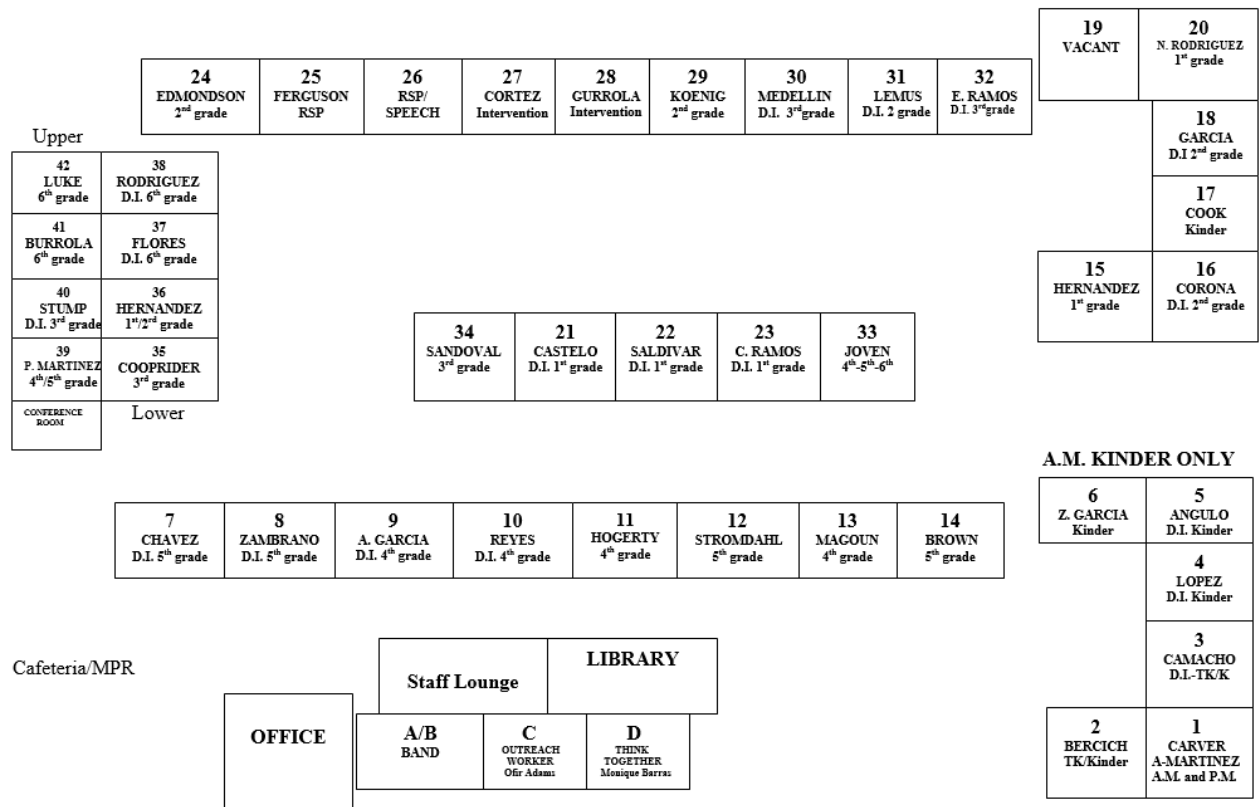 19
VACANT
20
N. RODRIGUEZ
1st grade
24
EDMONDSON
2nd grade
25
FERGUSON
RSP
26
RSP/
SPEECH
27
CORTEZ
Intervention
28
GURROLA
Intervention
29
KOENIG
2nd grade
30
MEDELLIN
D.I. 3rd grade
31
LEMUS
D.I. 2 grade
32
E. RAMOS
D.I. 3rd grade
18
GARCIA
D.I 2nd grade
17
COOK
Kinder
15
HERNANDEZ
1st grade
16
CORONA
D.I. 2nd grade
Upper
42
LUKE
6th grade
38
RODRIGUEZ
D.I. 6th grade
41
BURROLA
6th grade
37
FLORES
D.I. 6th grade
40
STUMP
D.I. 3rd grade
36
HERNANDEZ
1st/2nd grade
39
P. MARTINEZ
4th/5th grade
35
COOPRIDER
3rd grade
CONFERENCE
ROOM
Lower
34
SANDOVAL
3rd grade
21
CASTELO
D.I. 1st grade
22
SALDIVAR
D.I. 1st grade
23
C. RAMOS
D.I. 1st grade
33
JOVEN
4th-5th-6th
A.M. KINDER ONLY
6
Z. GARCIA
Kinder
5
ANGULO
D.I. Kinder
4
LOPEZ
D.I. Kinder
3
CAMACHO
D.I.-TK/K
2
BERCICH
TK/Kinder
1
CARVER
A-MARTINEZ
A.M. and P.M.
7
CHAVEZ
D.I. 5th grade
8
ZAMBRANO
D.I. 5th grade
9
A. GARCIA
D.I. 4th grade
10
REYES
D.I. 4th grade
11
HOGERTY
4th grade
12
STROMDAHL
5th grade
13
MAGOUN
4th grade
14
BROWN
5th grade
Cafeteria/MPR
Staff Lounge
LIBRARY
OFFICE
A/B
BAND
C
OUTREACH
WORKER
Ofir Adams
D
THINK
TOGETHER
Monique Barras